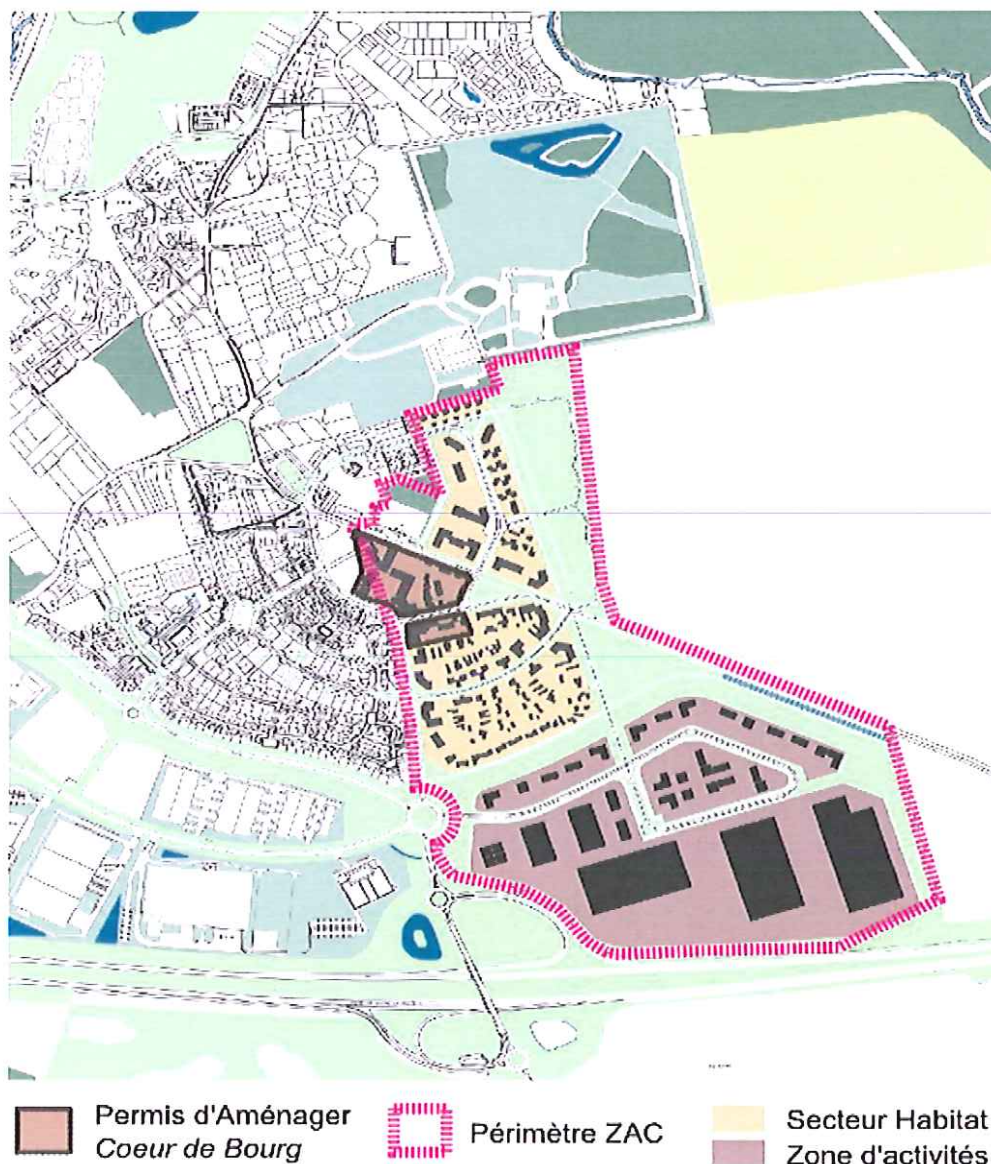 Permis d'Aménager
Coeur de Bourg
Périmètre ZAC
Secteur Habitat
Zone d'activités